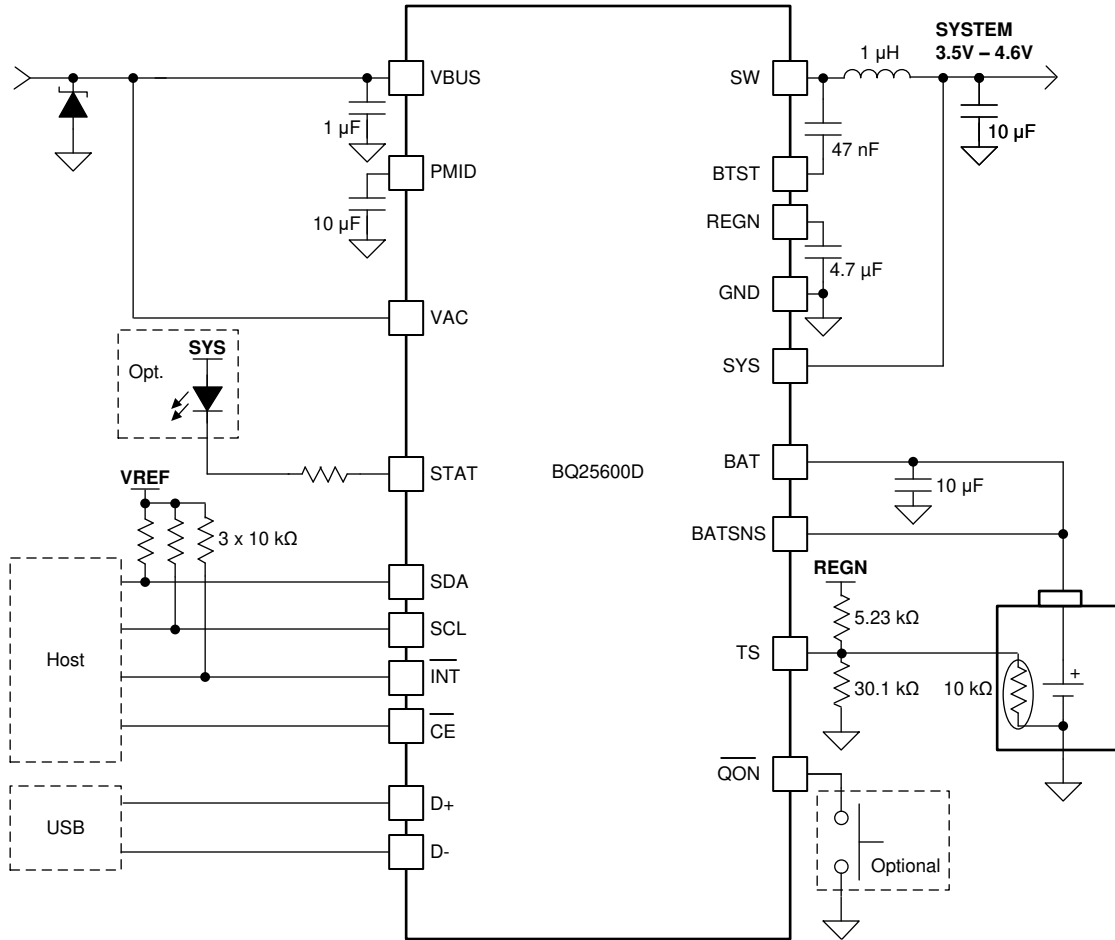 SYSTEM
3.5V – 4.6V
1 µH
VBUS
SW
1 µF
10 µF
47 nF
PMID
BTST
10 µF
REGN
4.7 µF
GND
VAC
SYS
Opt.
SYS
STAT
BQ25600D
BAT
10 µF
VREF
3 x 10 kΩ
BATSNS
REGN
SDA
5.23 kΩ
SCL
TS
Host
INT
30.1 kΩ
10 kΩ
+
CE
QON
D+
USB
D-
Optional